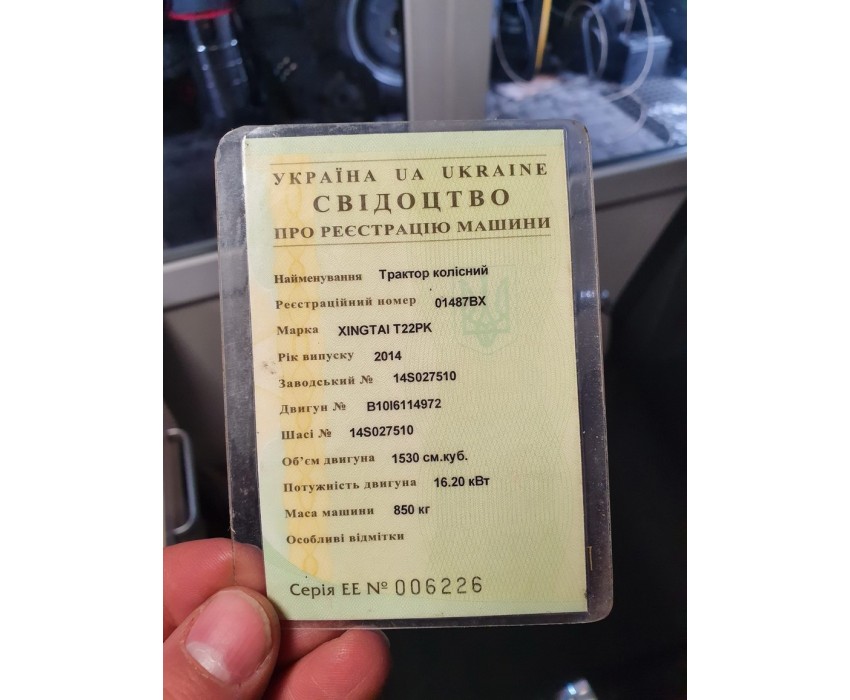 УКРАЇНА UA UKRAINE
СВІДОЦТВО
ПРО РЕЄСТРАЦІЮ МАШИНИ
Найменування Трактор колісний
Реєстраційний номер 01487ВХ
Марка XINGTAI T22PK
Рік випуску 2014
Заводський № 14S027510
Двигун № B10I6114972
Шасі № 14S027510
Об'єм двигуна 1530 см.куб.
Потужність двигуна 16.20 кВт
Маса машини 850 кг
Особливі відмітки
Серія ЕЕ № 006226